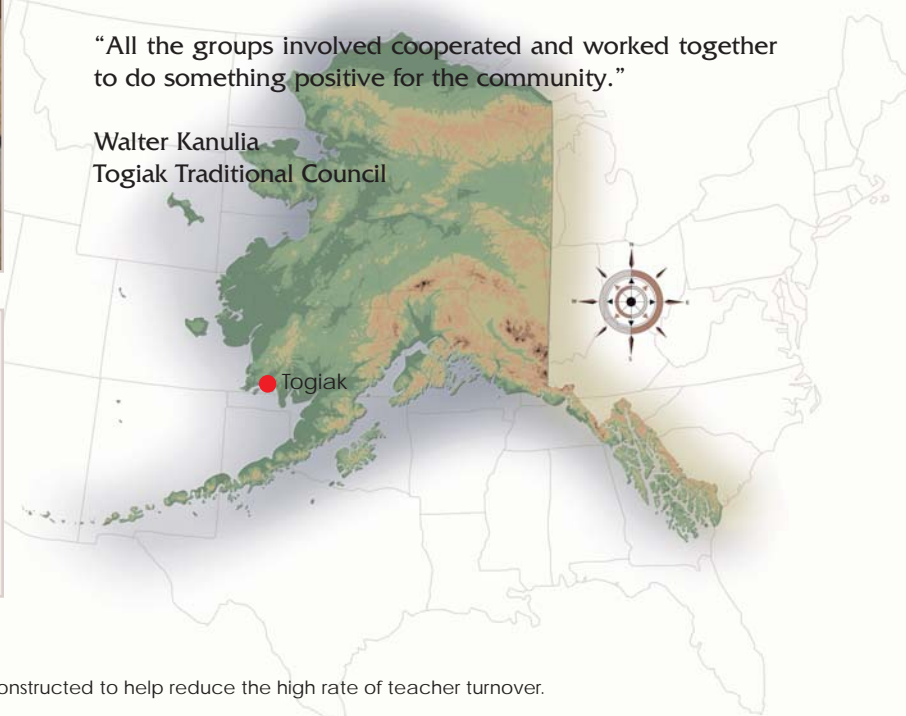 “All the groups involved cooperated and worked together
to do something positive for the community.”
Walter Kanulia
Togiak Traditional Council
Togiak
onstructed to help reduce the high rate of teacher turnover.